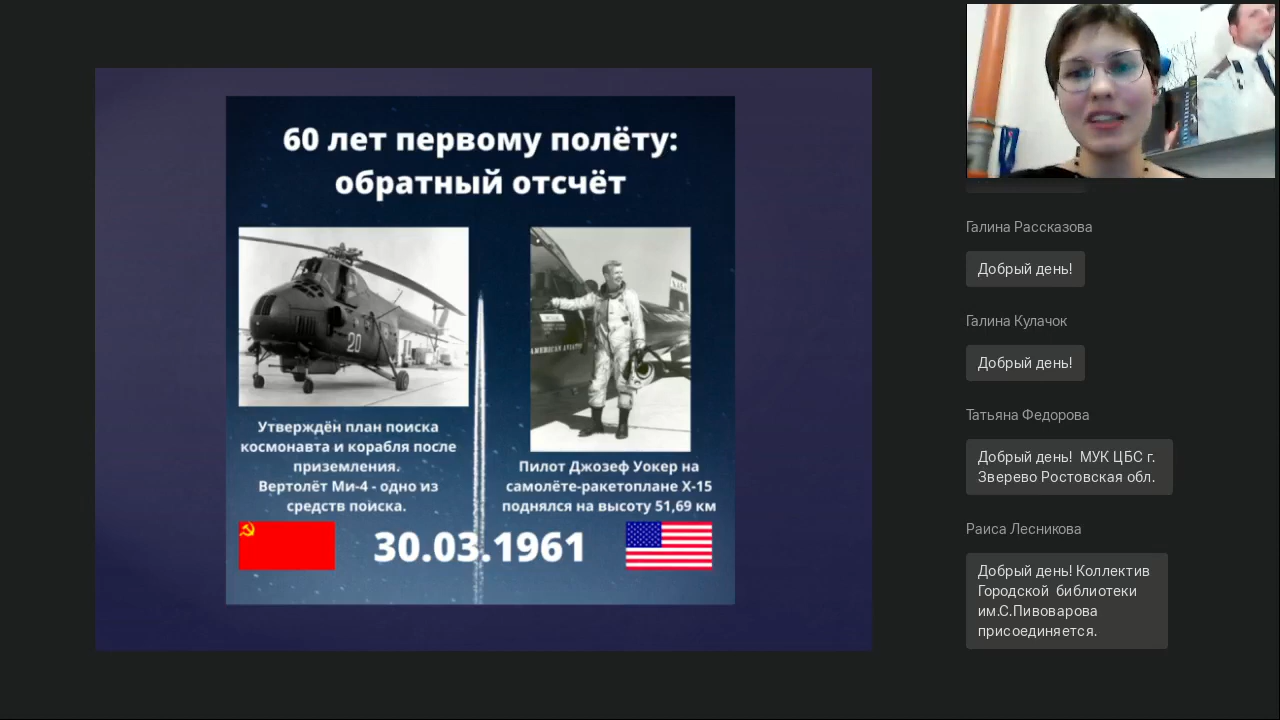 60 лет первому полёту:
обратный отсчёт
20
AMERICAN AVIATIO
Утверждён план поиска
космонавта и корабля после
приземления.
Вертолёт Ми-4 - одно из
средств поиска.
Пилот Джозеф Уокер на
самолёте-ракетоплане X-15
поднялся на высоту 51,69 км
30.03.1961
Галина Рассказова
Добрый день!
Галина Кулачок
Добрый день!
Татьяна Федорова
Добрый день! МУК ЦБС г.
Зверево Ростовская обл.
Раиса Лесникова
Добрый день! Коллектив
Городской библиотеки
им.С.Пивоварова
присоединяется.